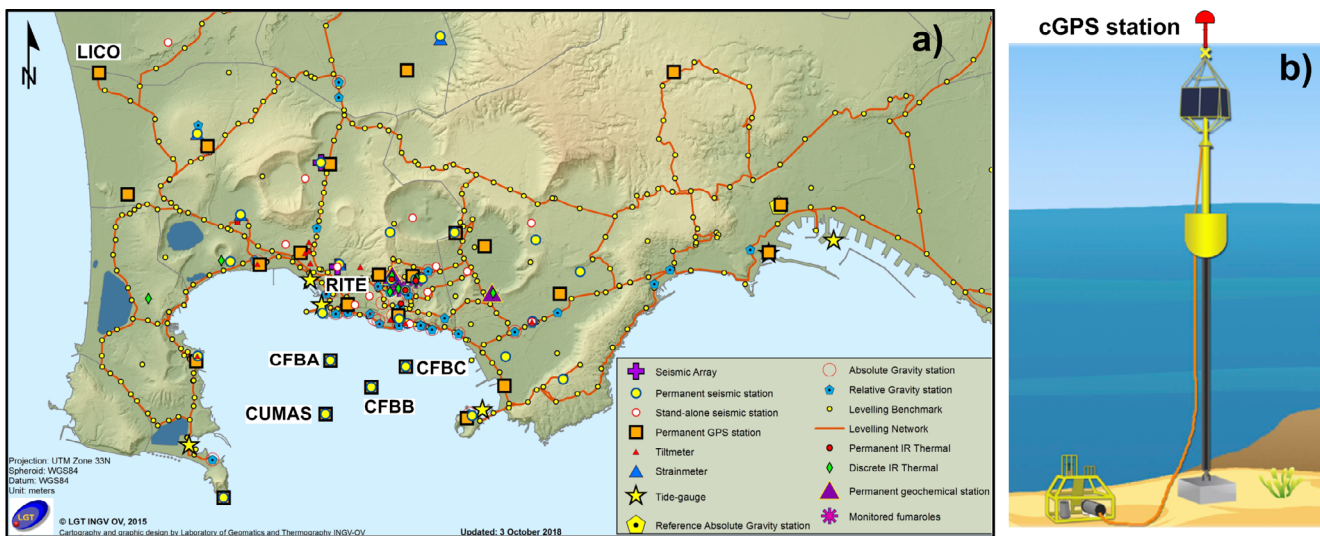 a)
LICO
N
RITE
CFBA
CFBC
CFBB
CUMAS
Seismic Array
Permanent seismic station
Stand-alone seismic station
Permanent GPS station
Tiltmeter
Strainmeter
Tide-gauge
Reference Absolute Gravity station
Absolute Gravity station
Relative Gravity station
Levelling Benchmark
Levelling Network
Permanent IR Thermal
Discrete IR Thermal
Permanent geochemical station
Monitored fumaroles
Projection: UTM Zone 33N
Spheroid: WGS84
Datum: WGS84
Unit: meters
LGT
© LGT INGV OV, 2015
Cartography and graphic design by Laboratory of Geomatics and Thermography INGV-OV
Updated: 3 October 2018
cGPS station
b)